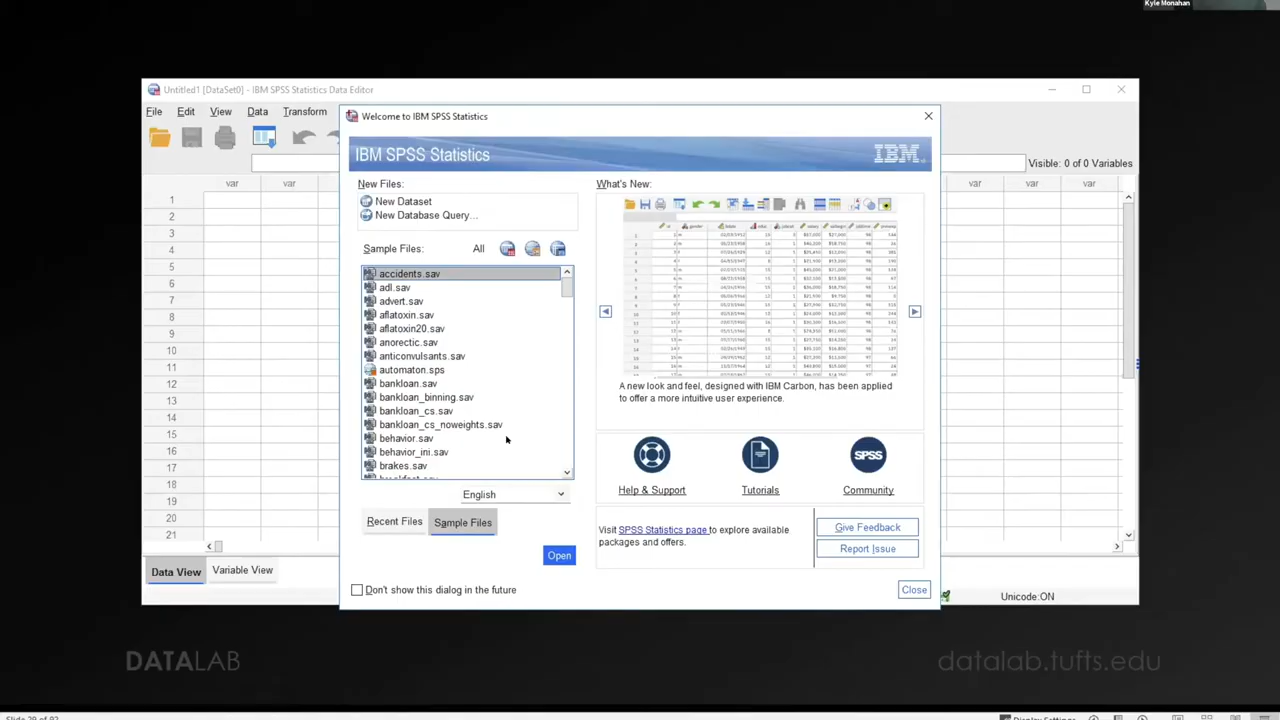 Kyle Monahan
Untitled1 [DataSet0] - IBM SPSS Statistics Data Editor
File Edit View Data Transform
Welcome to IBM SPSS Statistics
IBM SPSS Statistics
IBM
Visible: 0 of 0 Variables
var var var var var
1
2
3
4
5
6
7
8
9
10
11
12
13
14
15
16
17
18
19
20
21
New Files:
New Dataset
New Database Query...
Sample Files: All
accidents.sav
adl.sav
advert.sav
aflatoxin.sav
aflatoxin20.sav
anorectic.sav
anticonvulsants.sav
automaton.sps
bankloan.sav
bankloan_binning.sav
bankloan_cs.sav
bankloan_cs_noweights.sav
behavior.sav
behavior_ini.sav
brakes.sav
English
Recent Files Sample Files
Open
Don't show this dialog in the future
What's New:
A new look and feel, designed with IBM Carbon, has been applied
to offer a more intuitive user experience.
SPSS
Help & Support Tutorials Community
Visit SPSS Statistics page to explore available
packages and offers.
Give Feedback
Report Issue
Close
Data View Variable View
Unicode:ON
DATALAB
datalab.tufts.edu